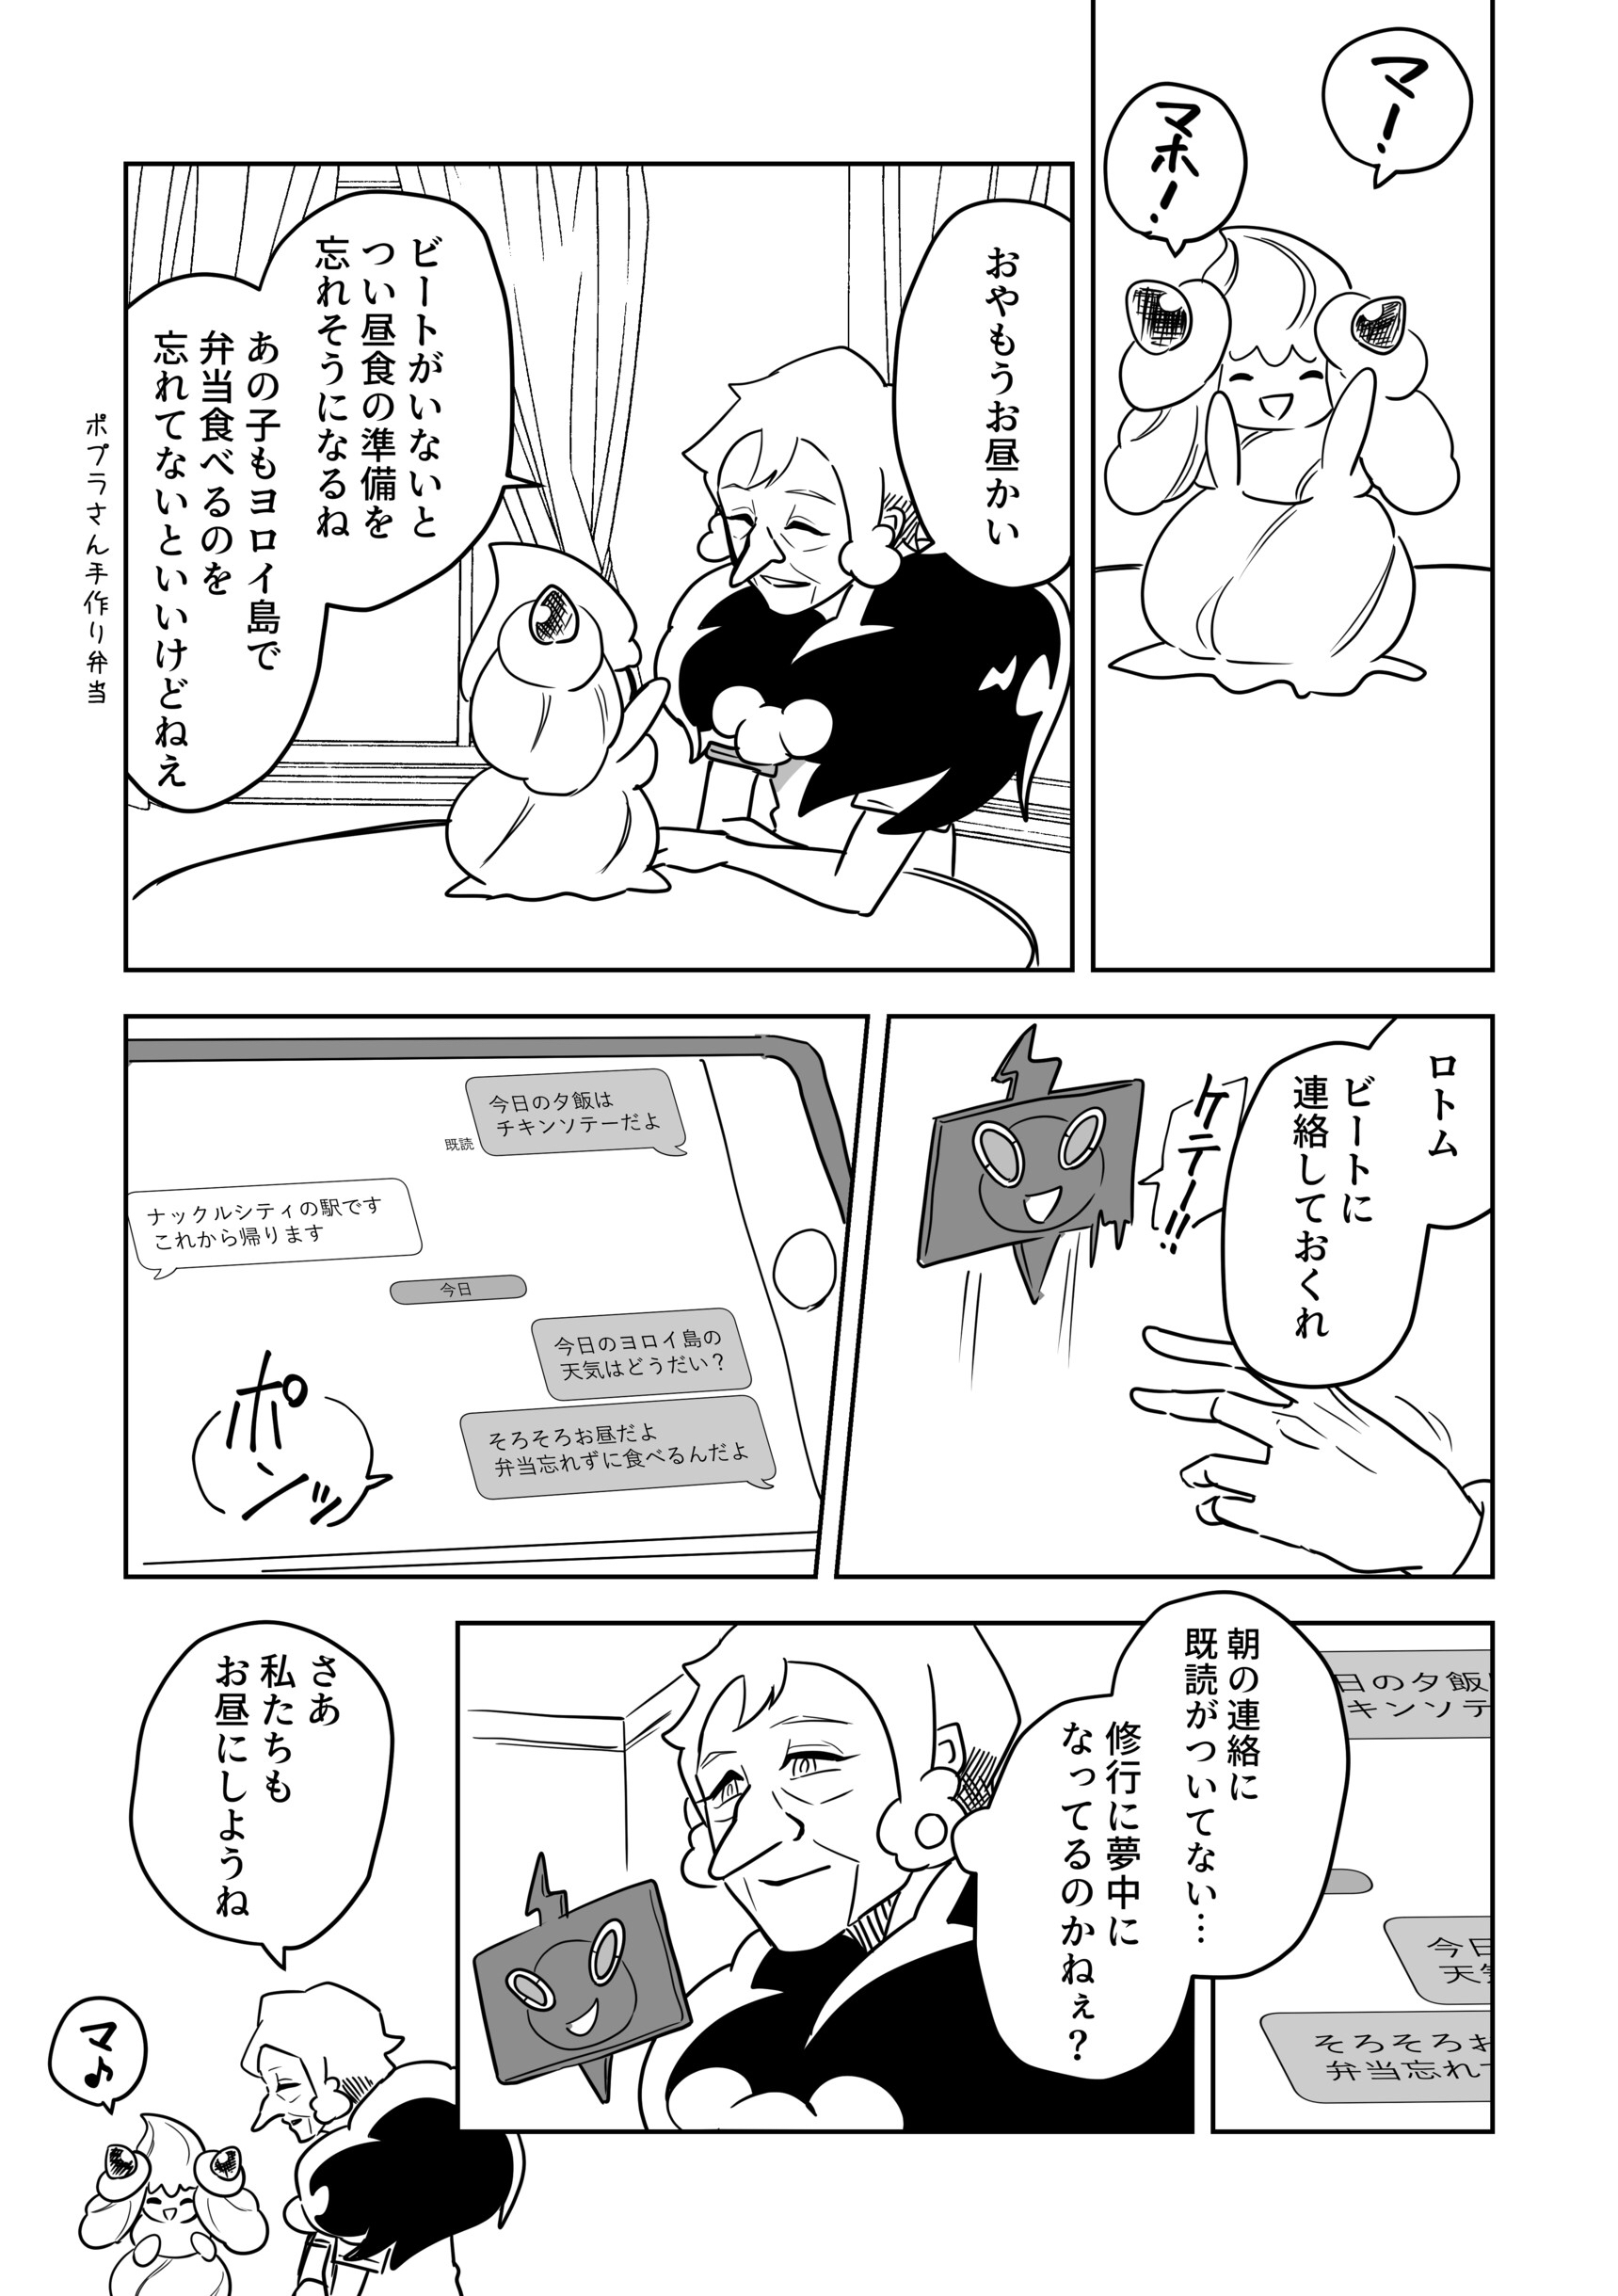 マー！
マホー！
おやもうお昼かい
ビートがいないと
つい昼食の準備を
忘れそうになるね
あの子もヨロイ島で
弁当食べるのを
忘れてないといいけどねえ
ポプラさん手作り弁当
ロトム
ビートに
連絡しておくれ
ケテー!!
今日の夕飯は
チキンソテーだよ
既読
ナックルシティの駅です
これから帰ります
今日
今日のヨロイ島の
天気はどうだい？
そろそろお昼だよ
弁当忘れずに食べるんだよ
ポンッ
日の夕飯
キンソテ
今日
天気
そろそろお
弁当忘れ
朝の連絡に
既読がついてない…
修行に夢中に
なってるのかねぇ？
さあ
私たちも
お昼にしようね
マ♪